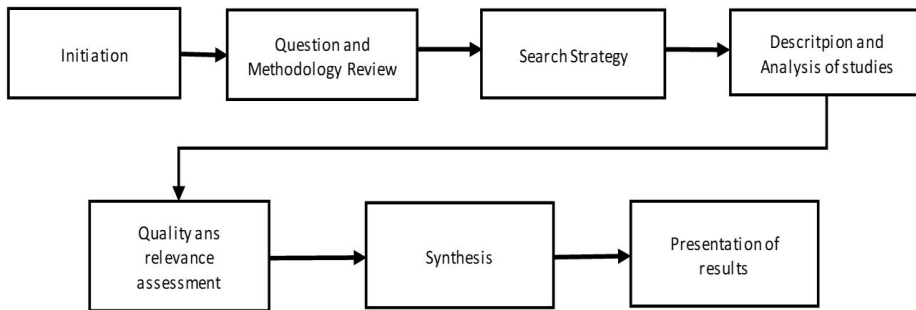 Initiation
Question and
Methodology Review
Search Strategy
Descritpion and
Analysis of studies
Quality ans
relevance
assessment
Synthesis
Presentation of
results